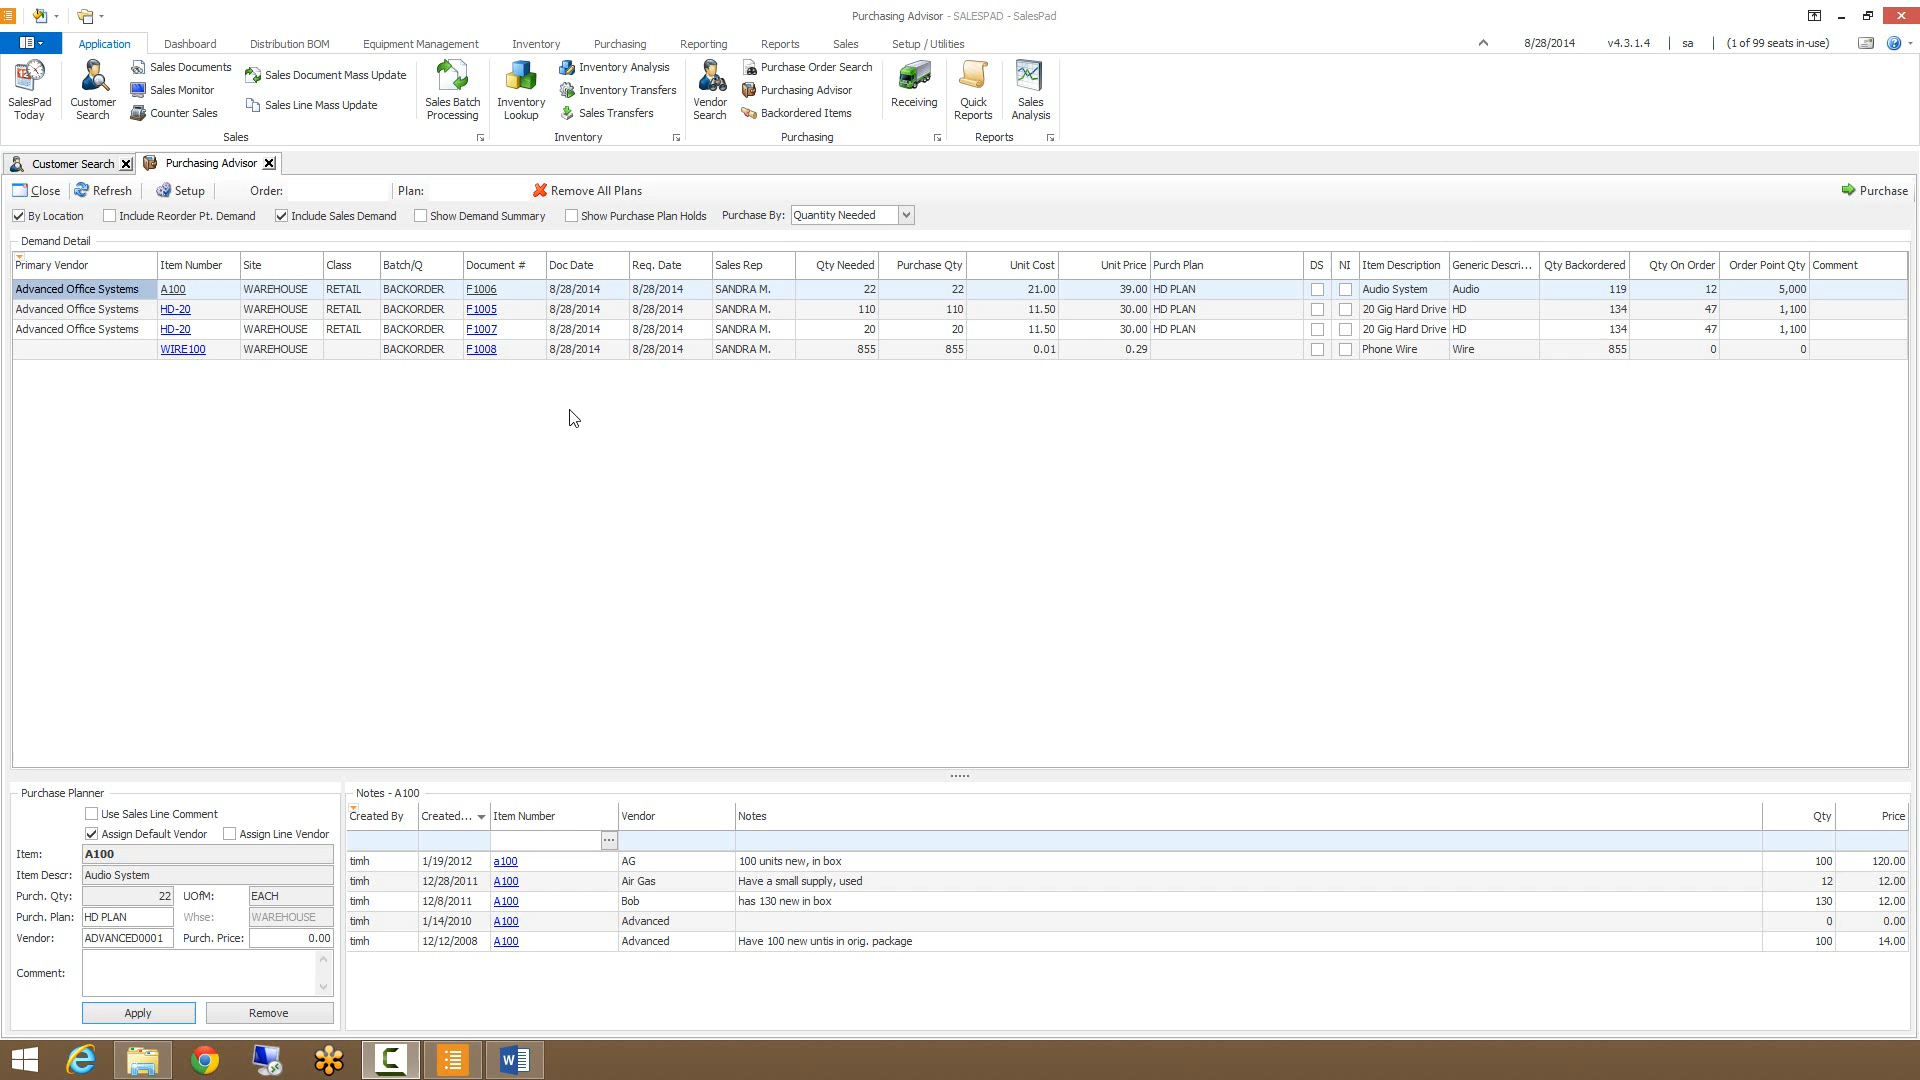 Purchasing Advisor - SALESPAD - SalesPad
Application Dashboard Distribution BOM Equipment Management Inventory Purchasing Reporting Reports Sales Setup / Utilities 8/28/2014 v4.3.1.4 sa (1 of 99 seats in-use)
SalesPad Today
Customer Search
Sales Documents
Sales Monitor
Counter Sales
Sales Document Mass Update
Sales Line Mass Update
Sales Batch Processing
Sales
Inventory Lookup
Inventory Analysis
Inventory Transfers
Sales Transfers
Inventory
Vendor Search
Purchase Order Search
Purchasing Advisor
Backordered Items
Purchasing
Receiving
Quick Reports
Sales Analysis
Reports
Customer Search Purchasing Advisor
Close Refresh Setup Order: Plan: Remove All Plans Purchase
By Location Include Reorder Pt. Demand Include Sales Demand Show Demand Summary Show Purchase Plan Holds Purchase By: Quantity Needed
Demand Detail
Primary Vendor Item Number Site Class Batch/Q Document # Doc Date Req. Date Sales Rep Qty Needed Purchase Qty Unit Cost Unit Price Purch Plan DS NI Item Description Generic Descri... Qty Backordered Qty On Order Order Point Qty Comment
Advanced Office Systems A100 WAREHOUSE RETAIL BACKORDER F1006 8/28/2014 8/28/2014 SANDRA M. 22 22 21.00 39.00 HD PLAN Audio System Audio 119 12 5,000
Advanced Office Systems HD-20 WAREHOUSE RETAIL BACKORDER F1005 8/28/2014 8/28/2014 SANDRA M. 110 110 11.50 30.00 HD PLAN 20 Gig Hard Drive HD 134 47 1,100
Advanced Office Systems HD-20 WAREHOUSE RETAIL BACKORDER F1007 8/28/2014 8/28/2014 SANDRA M. 20 20 11.50 30.00 HD PLAN 20 Gig Hard Drive HD 134 47 1,100
WIRE100 WAREHOUSE BACKORDER F1008 8/28/2014 8/28/2014 SANDRA M. 855 855 0.01 0.29 Phone Wire Wire 855 0 0
Purchase Planner
Use Sales Line Comment
Assign Default Vendor Assign Line Vendor
Item: A100
Item Descr: Audio System
Purch. Qty: 22 UOfM: EACH
Purch. Plan: HD PLAN Whse: WAREHOUSE
Vendor: ADVANCED0001 Purch. Price: 0.00
Comment:
Apply Remove
Notes - A100
Created By Created... Item Number Vendor Notes Qty Price
...
timh 1/19/2012 a100 AG 100 units new, in box 100 120.00
timh 12/28/2011 A100 Air Gas Have a small supply, used 12 12.00
timh 12/8/2011 A100 Bob has 130 new in box 130 12.00
timh 1/14/2010 A100 Advanced 0 0.00
timh 12/12/2008 A100 Advanced Have 100 new untis in orig. package 100 14.00